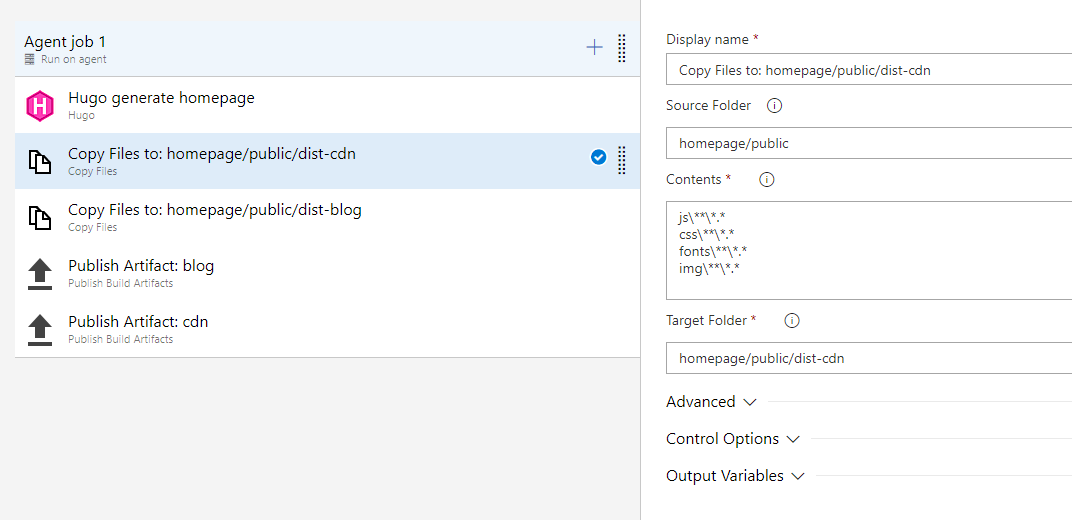 Agent job 1
Run on agent
Hugo generate homepage
Hugo
Copy Files to: homepage/public/dist-cdn
Copy Files
Copy Files to: homepage/public/dist-blog
Copy Files
Publish Artifact: blog
Publish Build Artifacts
Publish Artifact: cdn
Publish Build Artifacts
Display name *
Copy Files to: homepage/public/dist-cdn
Source Folder
homepage/public
Contents *
js\**\*.*
css\**\*.*
fonts\**\*.*
img\**\*.*
Target Folder *
homepage/public/dist-cdn
Advanced
Control Options
Output Variables